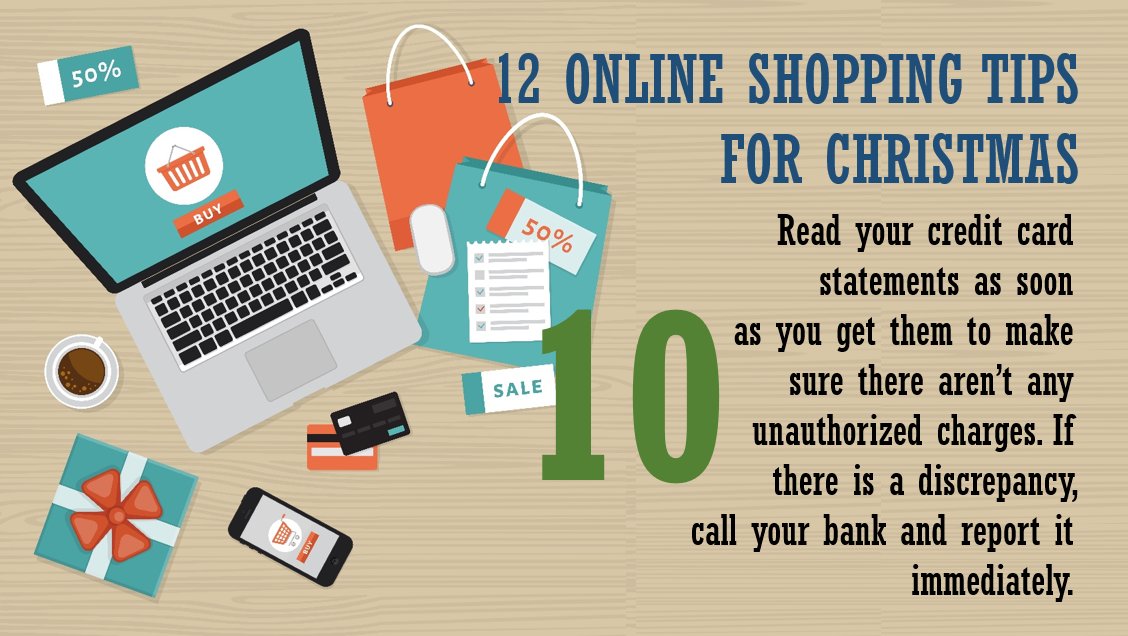 50%
BUY
12 ONLINE SHOPPING TIPS
FOR CHRISTMAS
50%
SALE
BUY
10
Read your credit card
statements as soon
as you get them to make
sure there aren’t any
unauthorized charges. If
there is a discrepancy,
call your bank and report it
immediately.